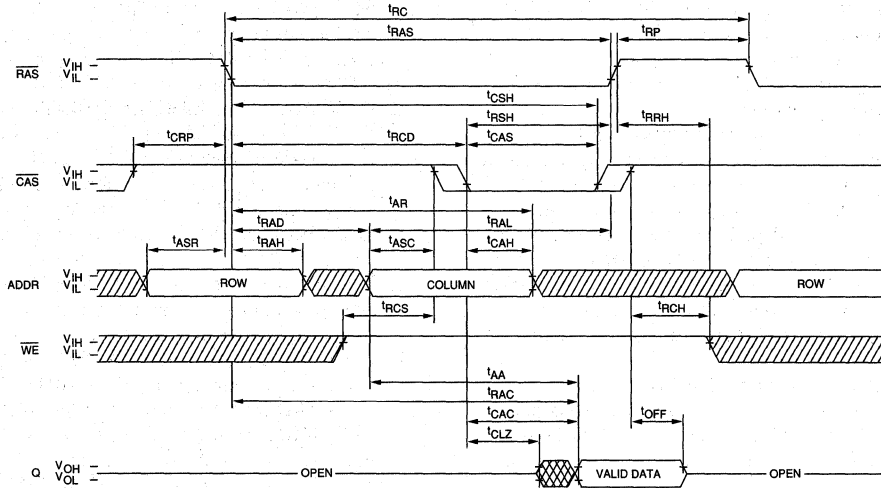 tRC
tRAS tRP
RAS VIH
VIL
tCSH
tRSH tRRH
tCRP tRCD tCAS
CAS VIH
VIL
tAR
tRAD tRAL
tASR tRAH tASC tCAH
ADDR VIH
VIL ROW COLUMN ROW
tRCS tRCH
WE VIH
VIL
tAA
tRAC
tCAC tOFF
tCLZ
Q VOH
VOL OPEN VALID DATA OPEN